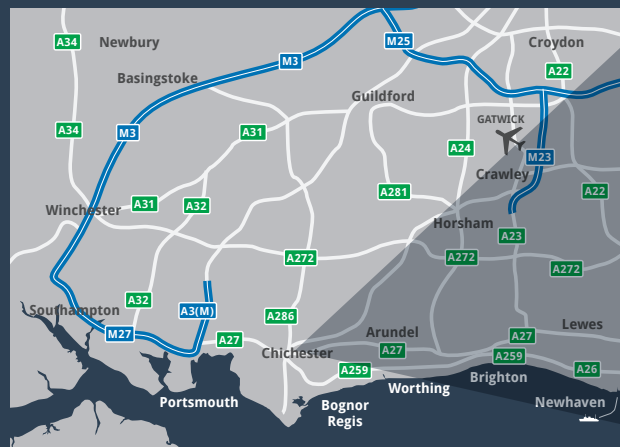 A34
Newbury
M25
Croydon
M3
A22
Basingstoke
Guildford
A34
M3
A31
GATWICK
A24
M23
Crawley
A281
A22
Winchester
A31
A32
Horsham
A23
A272
A272
A272
Southampton
A32
A3(M)
A286
M27
A27
Arundel
Lewes
A27
Chichester
A27
A259
A259
A26
Brighton
Worthing
Portsmouth
Bognor
Regis
Newhaven